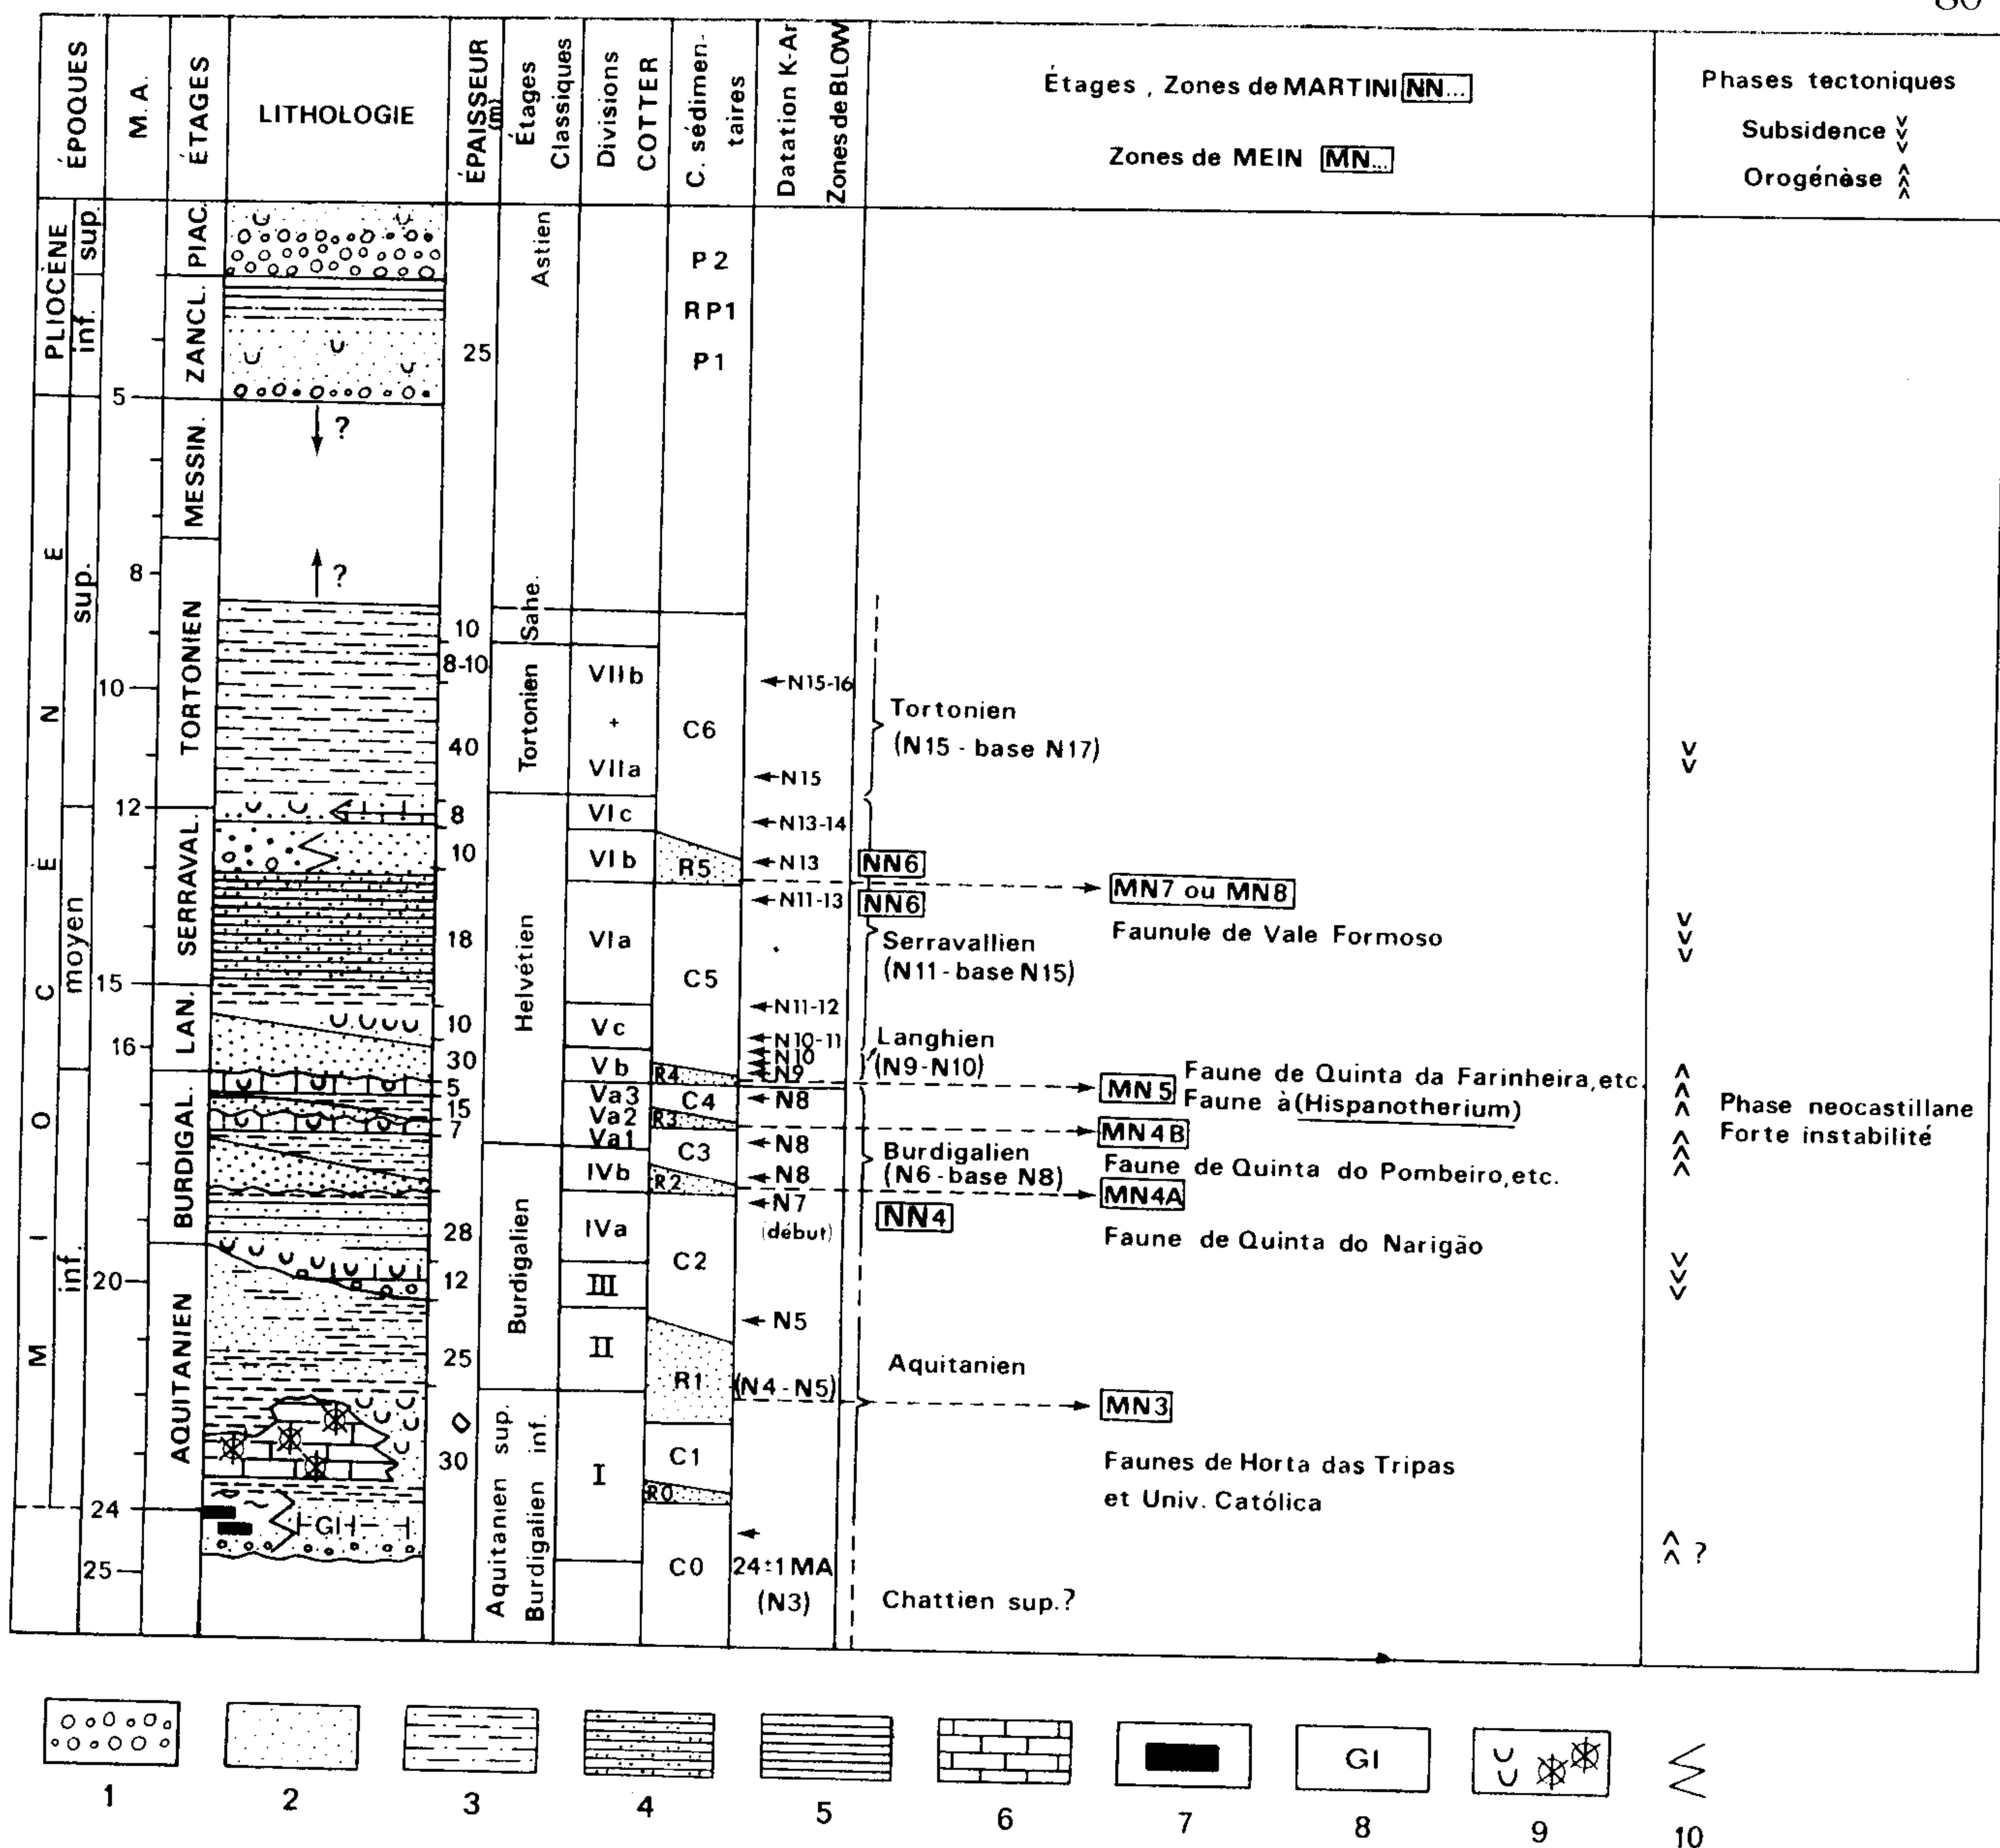 80
ÉPOQUES
M. A.
ÉTAGES
LITHOLOGIE
ÉPAISSEUR
(m)
Étages
Classiques
Divisions
COTTER
C. sédimen-
taires
Datation K-Ar
Zones de BLOW
Étages , Zones de MARTINI NN...
Zones de MEIN MN...
Phases tectoniques
Subsidence
Orogénèse
PLIOCÈNE
sup
inf.
MIOCÈNE
sup.
moyen
inf.
5
8
10
12
15
16
20
24
25
PIAC.
ZANCL.
MESSIN.
TORTONIEN
SERRAVAL.
LAN.
BURDIGAL.
AQUITANIEN
?
?
GI
25
10
8-10
40
8
10
18
10
30
5
15
7
28
12
25
30
Astien
Sahe.
Tortonien
Helvétien
Burdigalien
Aquitanien sup.
Burdigalien inf.
VIIb
+
VIIa
VIc
VIb
VIa
Vc
Vb
Va3
Va2
Va1
IVb
IVa
III
II
I
P2
RP1
P1
C6
R5
C5
R4
C4
R3
C3
R2
C2
R1
C1
R0
C0
N15-16
N15
N13-14
N13
N11-13
N11-12
N10-11
N10
N9
N8
N8
N8
N7
(début)
N5
(N4-N5)
24±1 MA
(N3)
Tortonien
(N15 - base N17)
NN6
NN6
Serravallien
(N11 - base N15)
Langhien
(N9-N10)
Burdigalien
(N6 - base N8)
NN4
Aquitanien
Chattien sup.?
MN7 ou MN8
Faunule de Vale Formoso
MN5
Faune de Quinta da Farinheira, etc.
Faune à (Hispanotherium)
MN4B
Faune de Quinta do Pombeiro, etc.
MN4A
Faune de Quinta do Narigão
MN3
Faunes de Horta das Tripas
et Univ. Católica
Phase neocastillane
Forte instabilité
?
GI
1
2
3
4
5
6
7
8
9
10